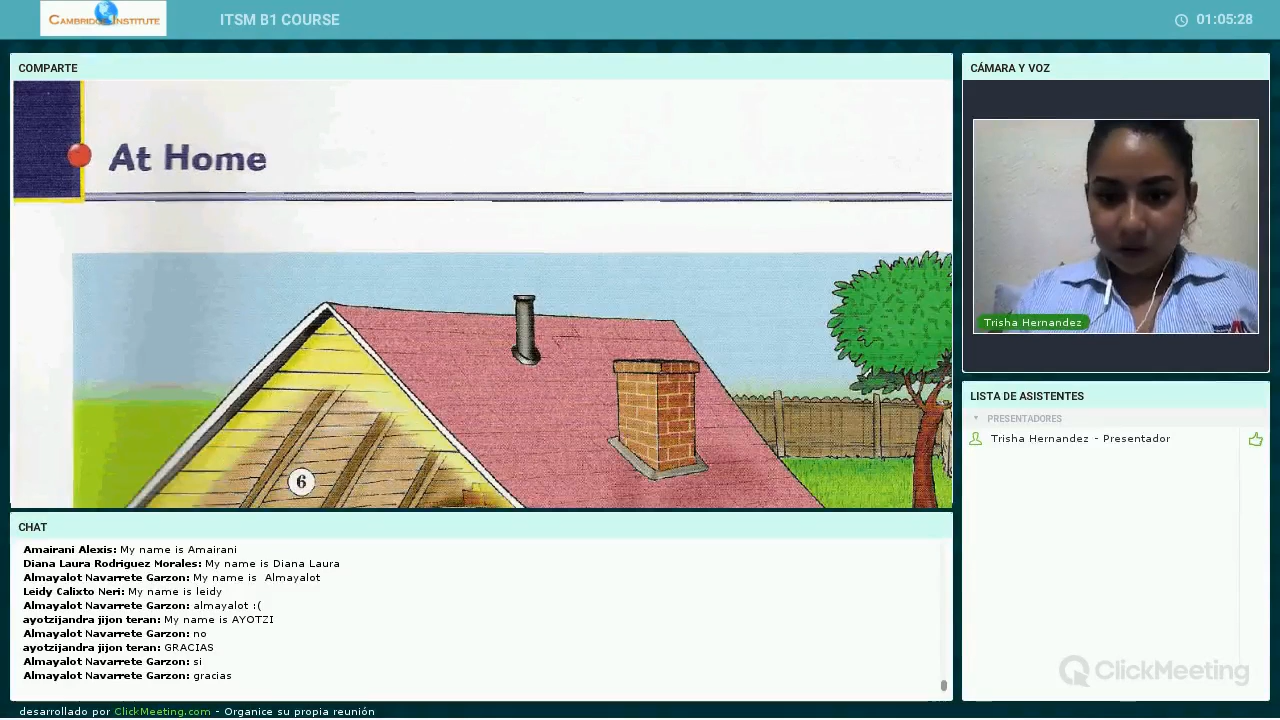 CAMBRIDGE INSTITUTE
ITSM B1 COURSE
01:05:28
COMPARTE
At Home
6
CÁMARA Y VOZ
Trisha Hernandez
LISTA DE ASISTENTES
PRESENTADORES
Trisha Hernandez - Presentador
CHAT
Amairani Alexis: My name is Amairani
Diana Laura Rodriguez Morales: My name is Diana Laura
Almayalot Navarrete Garzon: My name is Almayalot
Leidy Calixto Neri: My name is leidy
Almayalot Navarrete Garzon: almayalot :(
ayotzijandra jijon teran: My name is AYOTZI
Almayalot Navarrete Garzon: no
ayotzijandra jijon teran: GRACIAS
Almayalot Navarrete Garzon: si
Almayalot Navarrete Garzon: gracias
ClickMeeting
desarrollado por ClickMeeting.com - Organice su propia reunión